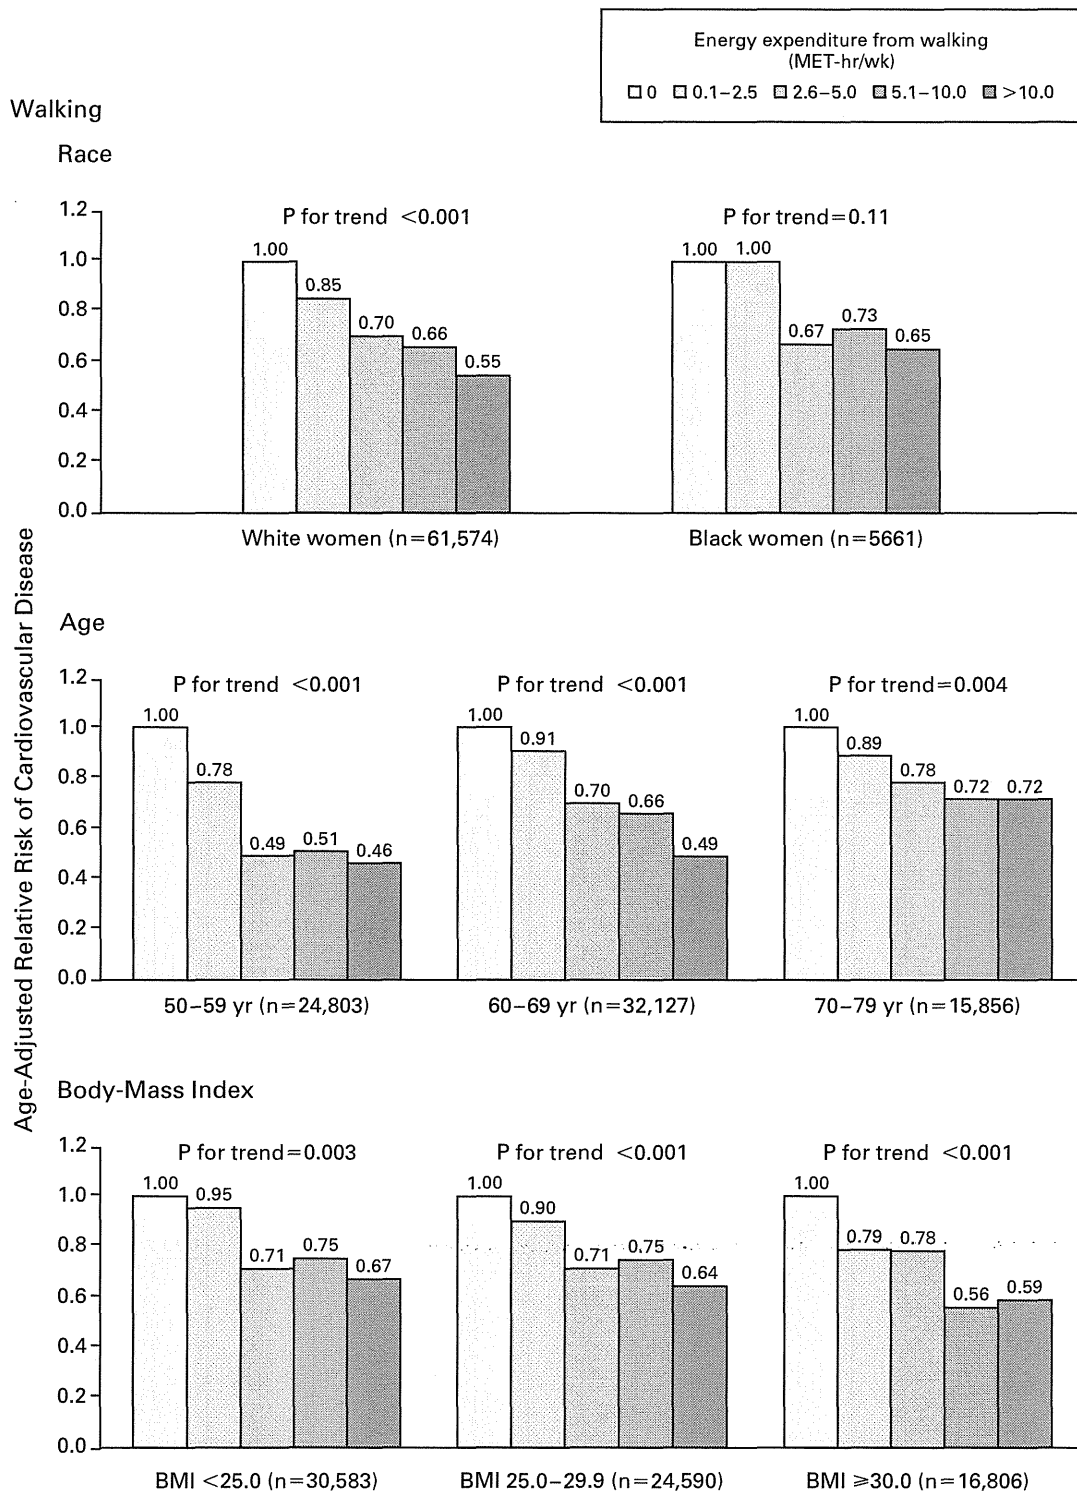 Energy expenditure from walking
(MET-hr/wk)
0 0.1–2.5 2.6–5.0 5.1–10.0 >10.0
Walking
Race
Age-Adjusted Relative Risk of Cardiovascular Disease
1.2
1.0
0.8
0.6
0.4
0.2
0.0
P for trend <0.001
1.00
0.85
0.70
0.66
0.55
White women (n=61,574)
P for trend=0.11
1.00
1.00
0.67
0.73
0.65
Black women (n=5661)
Age
1.2
1.0
0.8
0.6
0.4
0.2
0.0
P for trend <0.001
1.00
0.78
0.49
0.51
0.46
50–59 yr (n=24,803)
P for trend <0.001
1.00
0.91
0.70
0.66
0.49
60–69 yr (n=32,127)
P for trend=0.004
1.00
0.89
0.78
0.72
0.72
70–79 yr (n=15,856)
Body-Mass Index
1.2
1.0
0.8
0.6
0.4
0.2
0.0
P for trend=0.003
1.00
0.95
0.71
0.75
0.67
BMI <25.0 (n=30,583)
P for trend <0.001
1.00
0.90
0.71
0.75
0.64
BMI 25.0–29.9 (n=24,590)
P for trend <0.001
1.00
0.79
0.78
0.56
0.59
BMI ⩾30.0 (n=16,806)